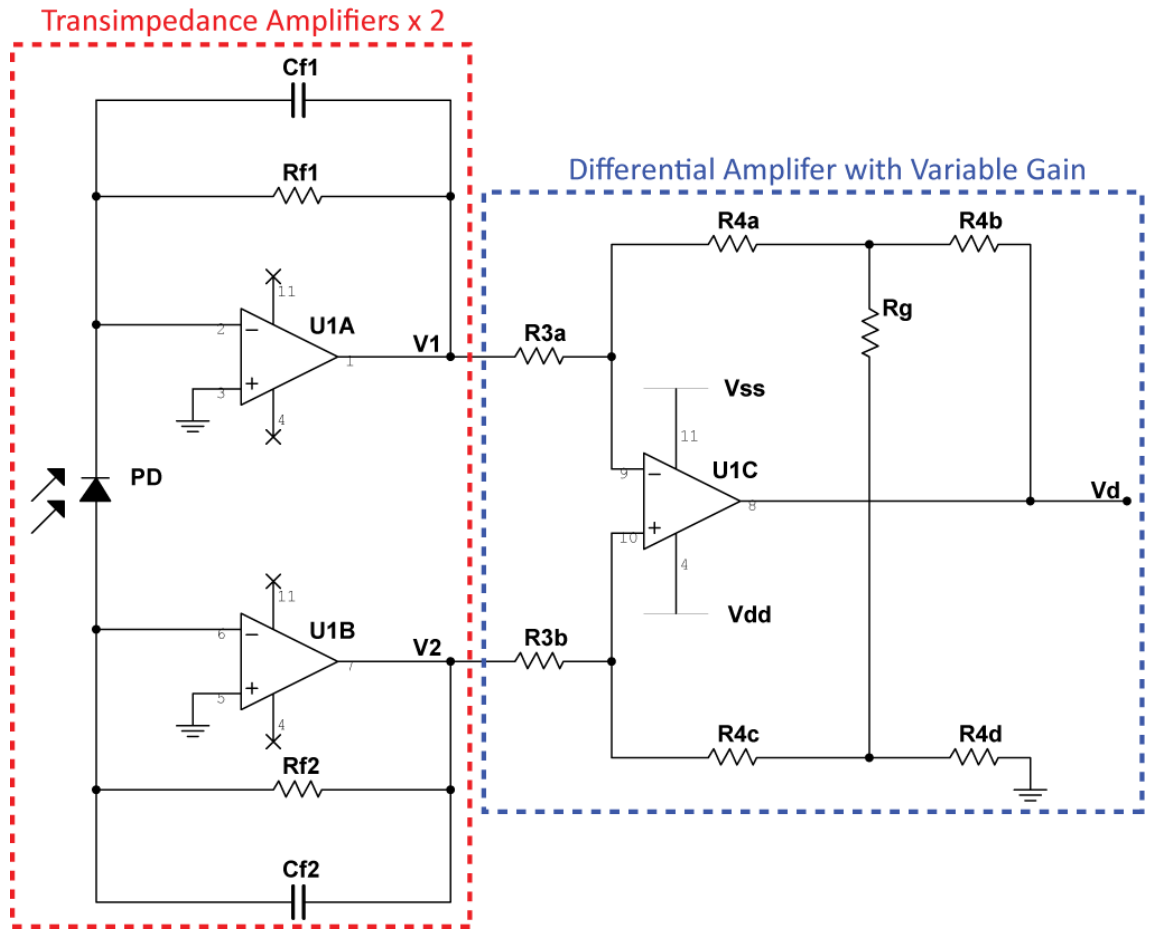 Transimpedance Amplifiers x 2
Cf1
Rf1
Differential Amplifer with Variable Gain
R4a
R4b
11
Rg
2
−
U1A
R3a
V1
1
+
3
Vss
4
11
PD
9
−
U1C
Vd
8
+
10
4
11
Vdd
6
−
U1B
R3b
V2
7
+
5
4
R4c
R4d
Rf2
Cf2